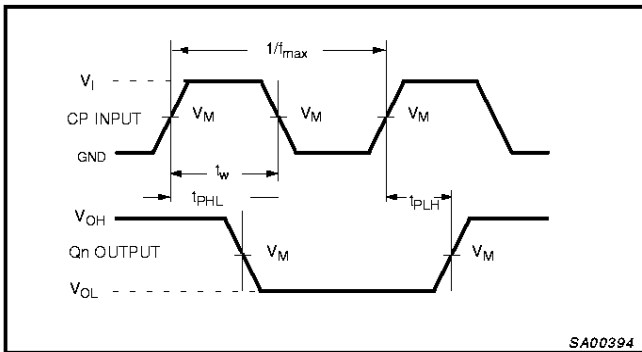 1/fmax
VI
CP INPUT
VM VM VM
GND
tw
tPHL tPLH
VOH
Qn OUTPUT
VM VM
VOL
SA00394